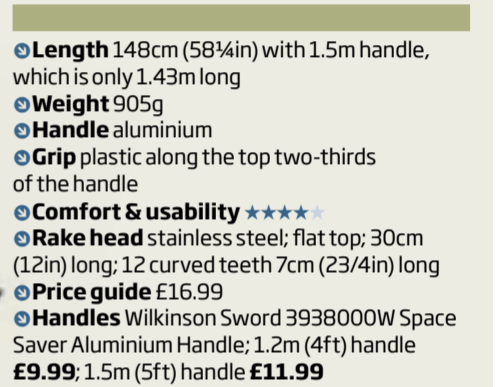 Length 148cm (58¼in) with 1.5m handle,
which is only 1.43m long
Weight 905g
Handle aluminium
Grip plastic along the top two-thirds
of the handle
Comfort & usability ★★★★★
Rake head stainless steel; flat top; 30cm
(12in) long; 12 curved teeth 7cm (23/4in) long
Price guide £16.99
Handles Wilkinson Sword 3938000W Space
Saver Aluminium Handle; 1.2m (4ft) handle
£9.99; 1.5m (5ft) handle £11.99